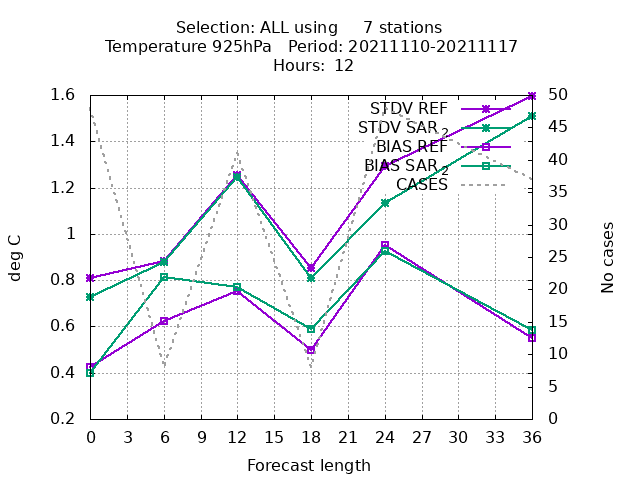 Selection: ALL using 7 stations
Temperature 925hPa Period: 20211110-20211117
Hours: 12
STDV REF
STDV SAR2
BIAS REF
BIAS SAR2
CASES
1.6
1.4
1.2
1
0.8
0.6
0.4
0.2
50
45
40
35
30
25
20
15
10
5
0
deg C
No cases
0 3 6 9 12 15 18 21 24 27 30 33 36
Forecast length